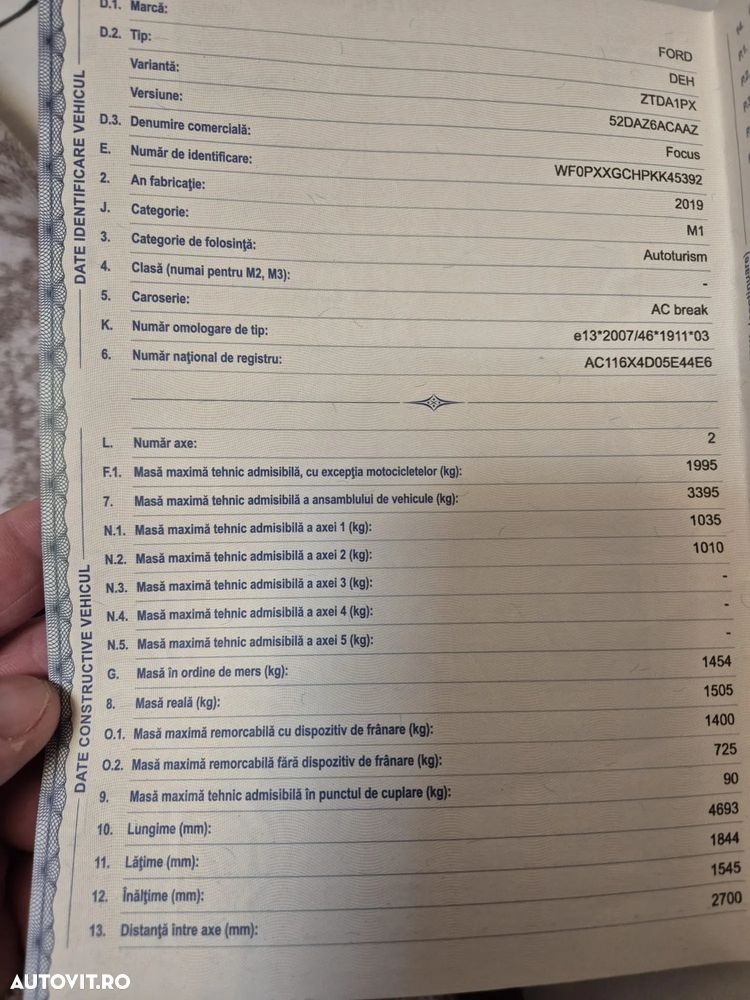 D.1. Marcă: FORD
D.2. Tip: DEH
Variantă: ZTDA1PX
Versiune: 52DAZ6ACAAZ
D.3. Denumire comercială: Focus
E. Număr de identificare: WF0PXXGCHPKK45392
2. An fabricație: 2019
J. Categorie: M1
3. Categorie de folosință: Autoturism
4. Clasă (numai pentru M2, M3): -
5. Caroserie: AC break
K. Număr omologare de tip: e13*2007/46*1911*03
6. Număr național de registru: AC116X4D05E44E6
DATE IDENTIFICARE VEHICUL
L. Număr axe: 2
F.1. Masă maximă tehnic admisibilă, cu excepția motocicletelor (kg): 1995
7. Masă maximă tehnic admisibilă a ansamblului de vehicule (kg): 3395
N.1. Masă maximă tehnic admisibilă a axei 1 (kg): 1035
N.2. Masă maximă tehnic admisibilă a axei 2 (kg): 1010
N.3. Masă maximă tehnic admisibilă a axei 3 (kg): -
N.4. Masă maximă tehnic admisibilă a axei 4 (kg): -
N.5. Masă maximă tehnic admisibilă a axei 5 (kg): -
G. Masă în ordine de mers (kg): 1454
8. Masă reală (kg): 1505
O.1. Masă maximă remorcabilă cu dispozitiv de frânare (kg): 1400
O.2. Masă maximă remorcabilă fără dispozitiv de frânare (kg): 725
9. Masă maximă tehnic admisibilă în punctul de cuplare (kg): 90
10. Lungime (mm): 4693
11. Lățime (mm): 1844
12. Înălțime (mm): 1545
13. Distanță între axe (mm): 2700
DATE CONSTRUCTIVE VEHICUL
AUTOVIT.RO